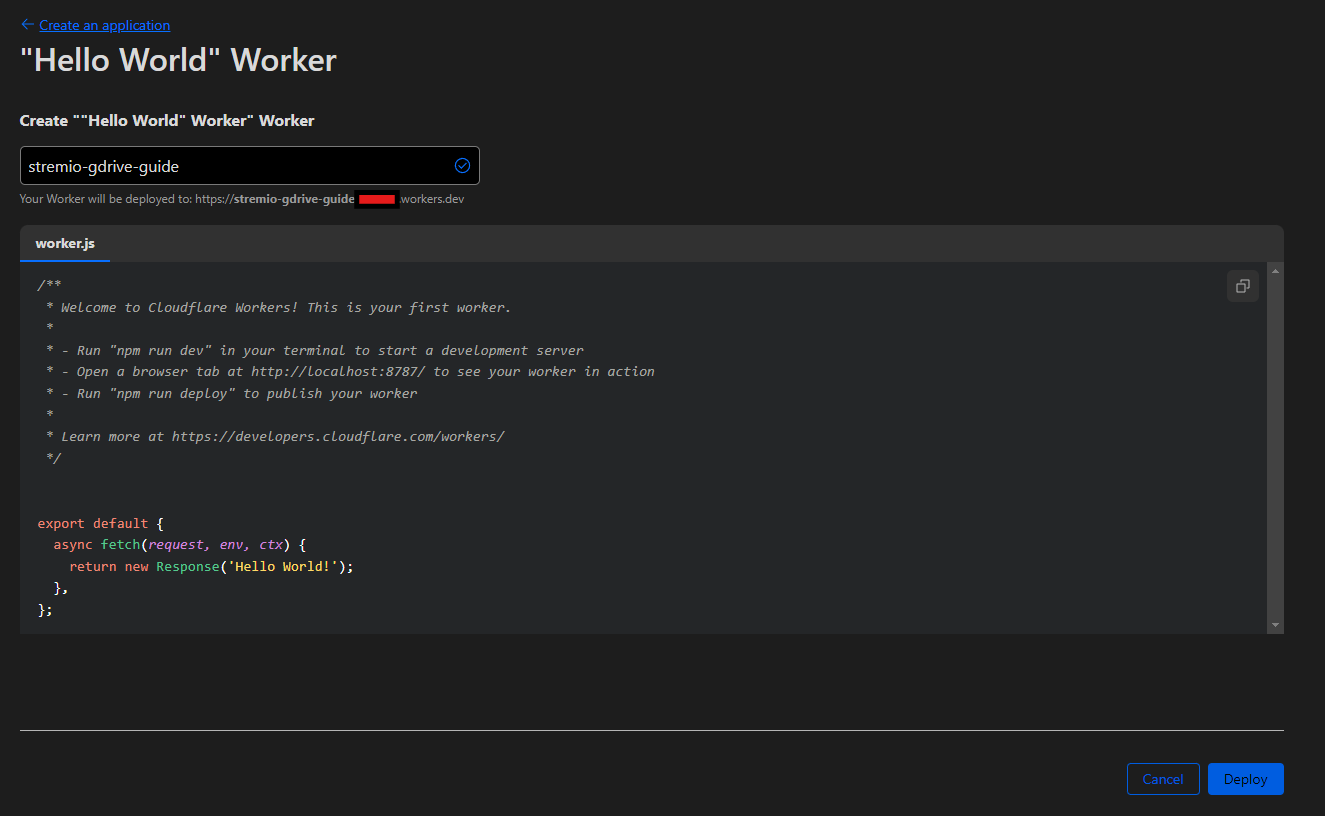 ← Create an application
"Hello World" Worker
Create ""Hello World" Worker" Worker
stremio-gdrive-guide
Your Worker will be deployed to: https://stremio-gdrive-guide workers.dev
worker.js
/**
 * Welcome to Cloudflare Workers! This is your first worker.
 *
 * - Run "npm run dev" in your terminal to start a development server
 * - Open a browser tab at http://localhost:8787/ to see your worker in action
 * - Run "npm run deploy" to publish your worker
 *
 * Learn more at https://developers.cloudflare.com/workers/
 */
export default {
  async fetch(request, env, ctx) {
    return new Response('Hello World!');
  },
};
Cancel
Deploy